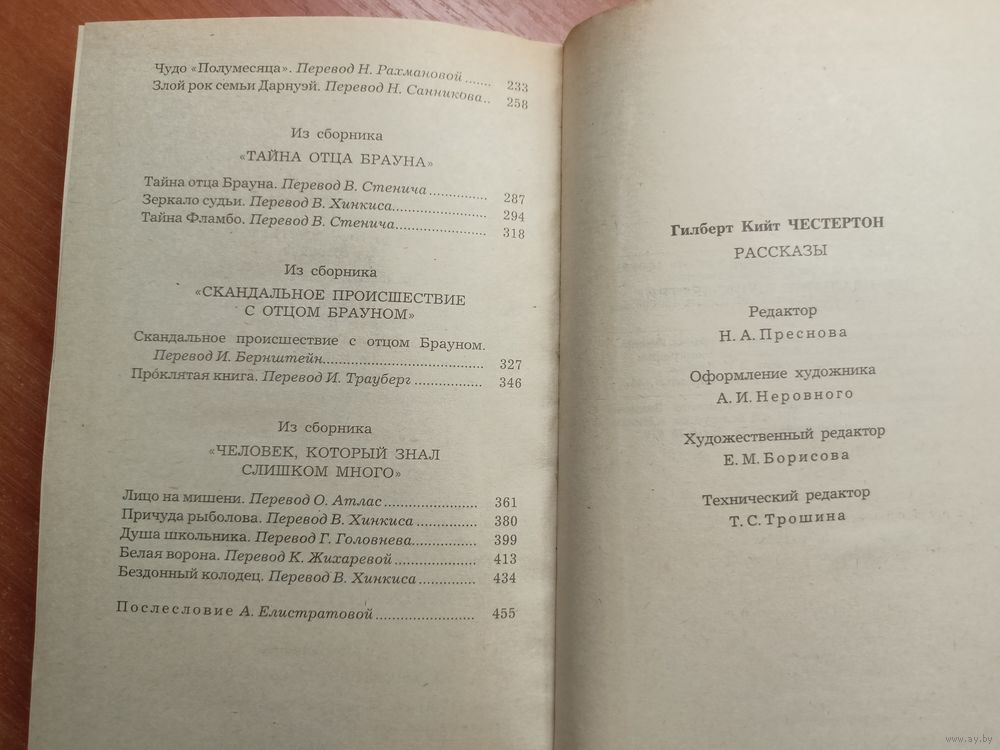 Чудо «Полумесяца». Перевод Н. Рахмановой ....... 233
Злой рок семьи Дарнуэй. Перевод Н. Санникова.. 258
Из сборника
«ТАЙНА ОТЦА БРАУНА»
Тайна отца Брауна. Перевод В. Стенича ............... 287
Зеркало судьи. Перевод В. Хинкиса..................... 294
Тайна Фламбо. Перевод В. Стенича..................... 318
Из сборника
«СКАНДАЛЬНОЕ ПРОИСШЕСТВИЕ
С ОТЦОМ БРАУНОМ»
Скандальное происшествие с отцом Брауном.
Перевод И. Бернштейн..................................... 327
Проклятая книга. Перевод И. Трауберг ............... 346
Из сборника
«ЧЕЛОВЕК, КОТОРЫЙ ЗНАЛ
СЛИШКОМ МНОГО»
Лицо на мишени. Перевод О. Атлас ..................... 361
Причуда рыболова. Перевод В. Хинкиса ............... 380
Душа школьника. Перевод Г. Головнева............... 399
Белая ворона. Перевод К. Жихаревой ................... 413
Бездонный колодец. Перевод В. Хинкиса .............. 434
Послесловие А. Елистратовой ........................ 455
Гилберт Кийт ЧЕСТЕРТОН
РАССКАЗЫ
Редактор
Н. А. Преснова
Оформление художника
А. И. Неровного
Художественный редактор
Е. М. Борисова
Технический редактор
Т. С. Трошина
www.ay.by